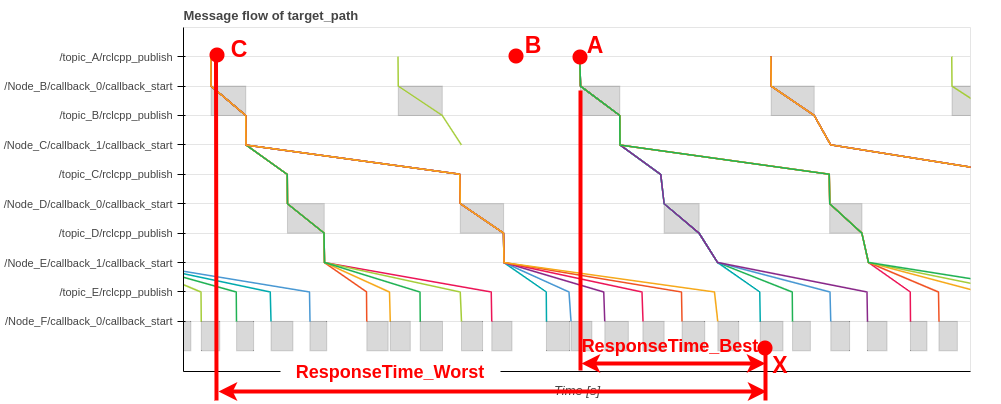 Message flow of target_path
C
B
A
/topic_A/rclcpp_publish
/Node_B/callback_0/callback_start
/topic_B/rclcpp_publish
/Node_C/callback_1/callback_start
/topic_C/rclcpp_publish
/Node_D/callback_0/callback_start
/topic_D/rclcpp_publish
/Node_E/callback_1/callback_start
/topic_E/rclcpp_publish
/Node_F/callback_0/callback_start
ResponseTime_Best
X
ResponseTime_Worst
Time [s]